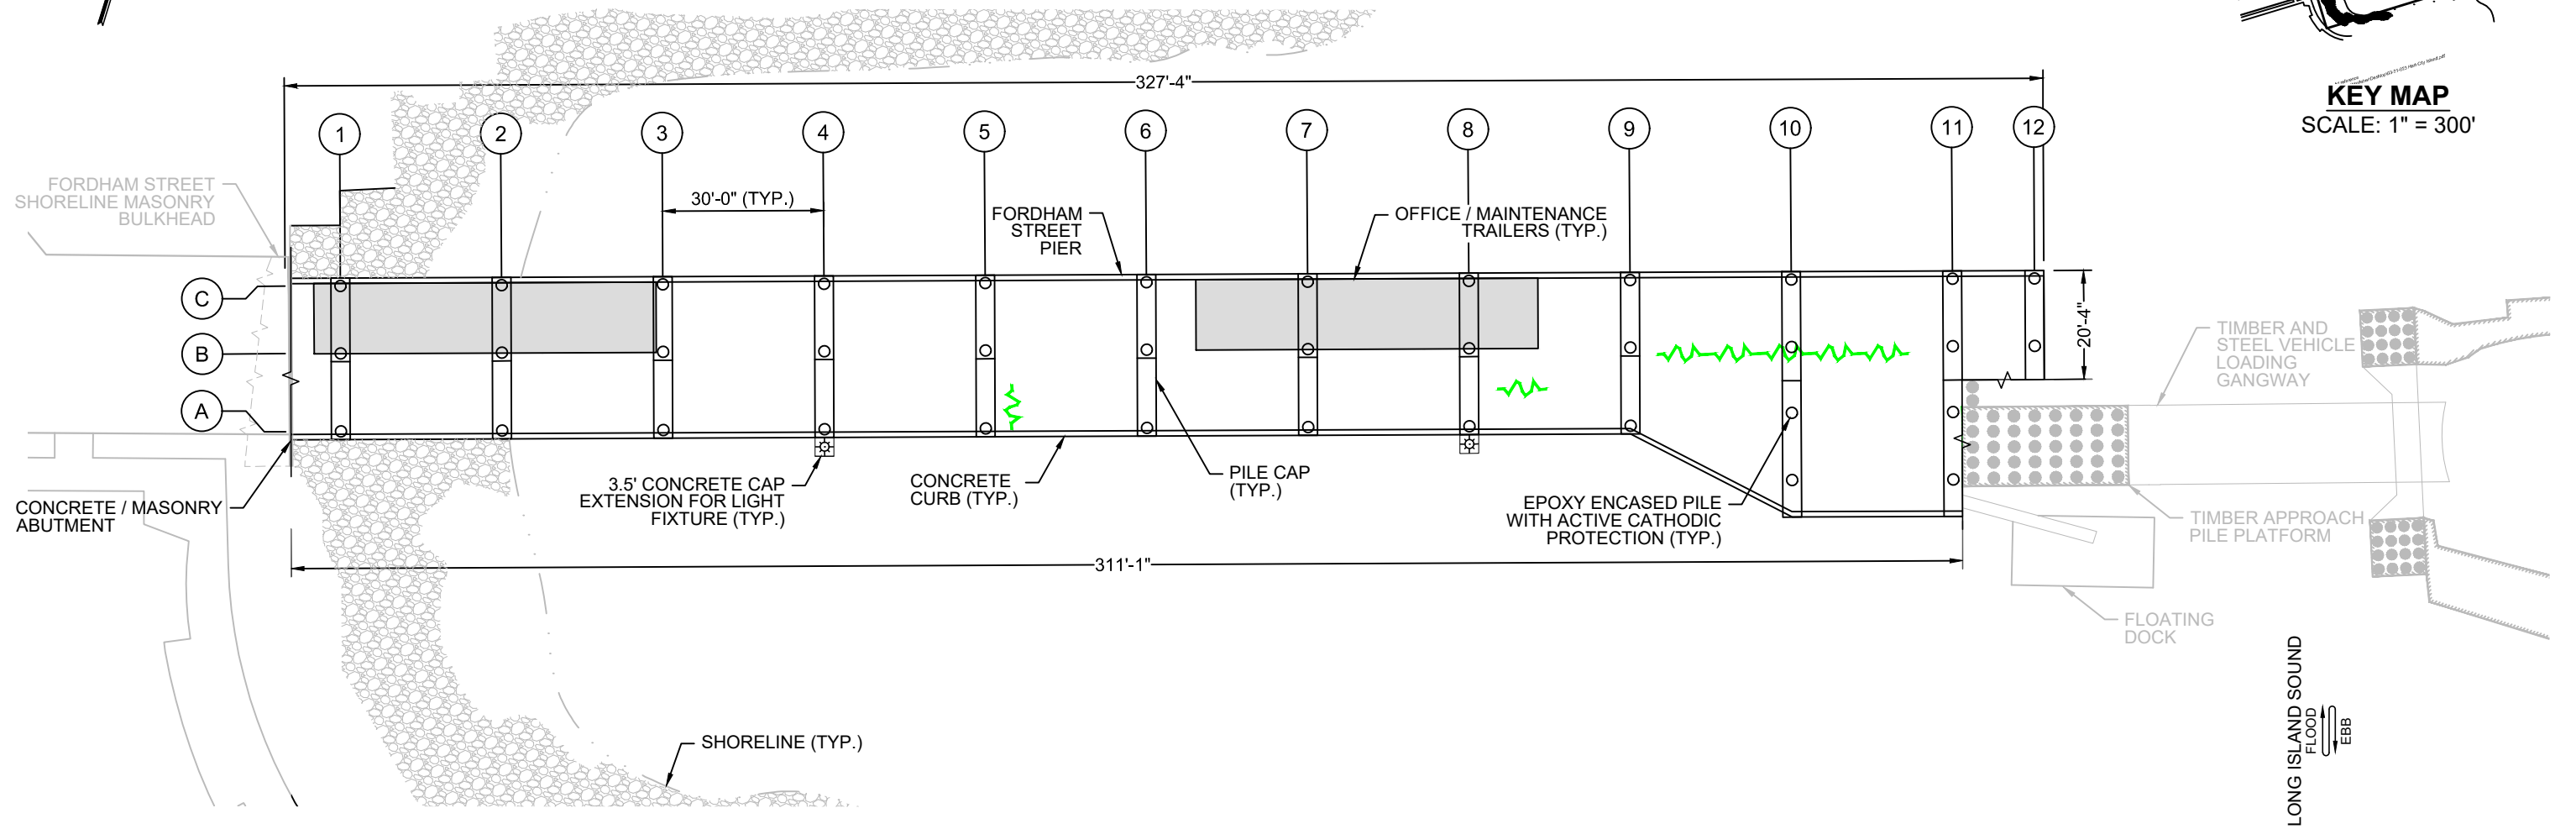 327'-4"
KEY MAP
SCALE: 1" = 300'
1
2
3
4
5
6
7
8
9
10
11
12
FORDHAM STREET
SHORELINE MASONRY
BULKHEAD
30'-0" (TYP.)
FORDHAM
STREET
PIER
OFFICE / MAINTENANCE
TRAILERS (TYP.)
C
B
A
20'-4"
TIMBER AND
STEEL VEHICLE
LOADING
GANGWAY
CONCRETE / MASONRY
ABUTMENT
3.5' CONCRETE CAP
EXTENSION FOR LIGHT
FIXTURE (TYP.)
CONCRETE
CURB (TYP.)
PILE CAP
(TYP.)
EPOXY ENCASED PILE
WITH ACTIVE CATHODIC
PROTECTION (TYP.)
TIMBER APPROACH
PILE PLATFORM
311'-1"
FLOATING
DOCK
SHORELINE (TYP.)
LONG ISLAND SOUND
FLOOD
EBB